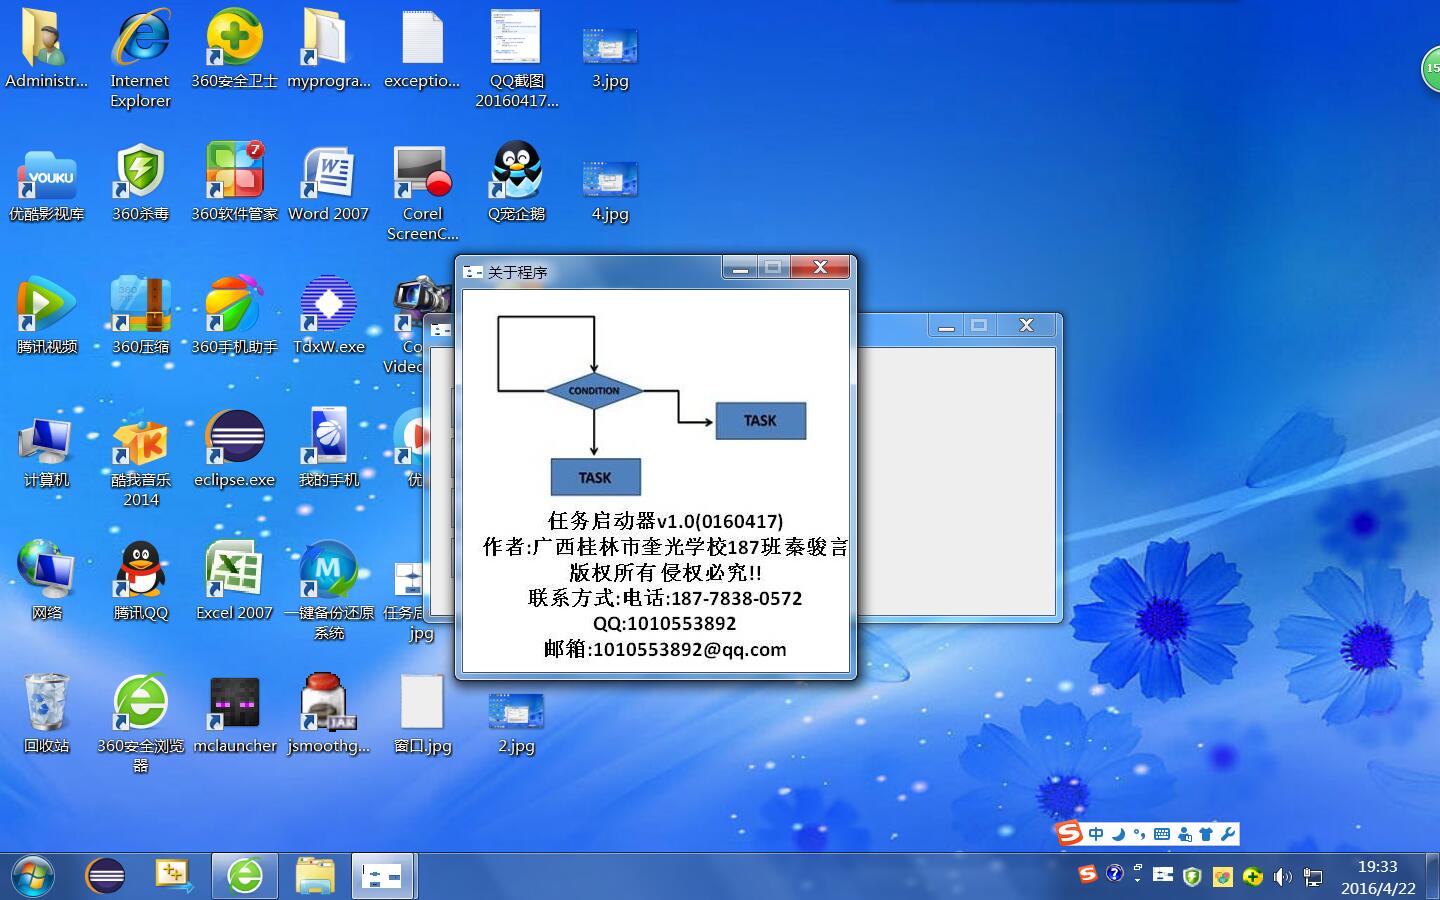 Administr...
Internet
Explorer
360安全卫士
myprogra...
exceptio...
QQ截图
20160417...
3.jpg
15
YOUKU
优酷影视库
360杀毒
7
360软件管家
W
Word 2007
Corel
ScreenC...
Q宠企鹅
4.jpg
腾讯视频
360
360压缩
360手机助手
TdxW.exe
Co
Video
计算机
酷我音乐
2014
eclipse.exe
我的手机
优
网络
腾讯QQ
Excel 2007
M
一键备份还原
系统
任务启
jpg
回收站
360安全浏览
器
mclauncher
JAR
jsmoothg...
窗口.jpg
2.jpg
关于程序
CONDITION
TASK
TASK
任务启动器v1.0(0160417)
作者:广西桂林市奎光学校187班秦骏言
版权所有 侵权必究!!
联系方式:电话:187-7838-0572
QQ:1010553892
邮箱:1010553892@qq.com
中
19:33
2016/4/22